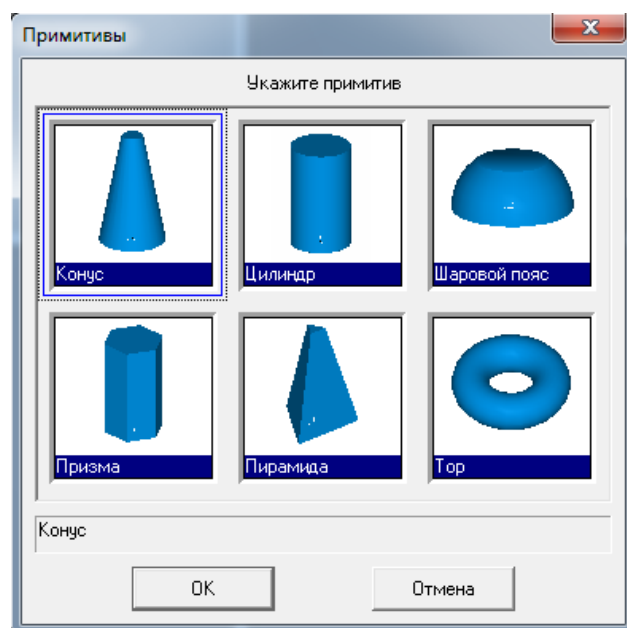 Примитивы
Укажите примитив
Конус
Цилиндр
Шаровой пояс
Призма
Пирамида
Тор
Конус
OK
Отмена